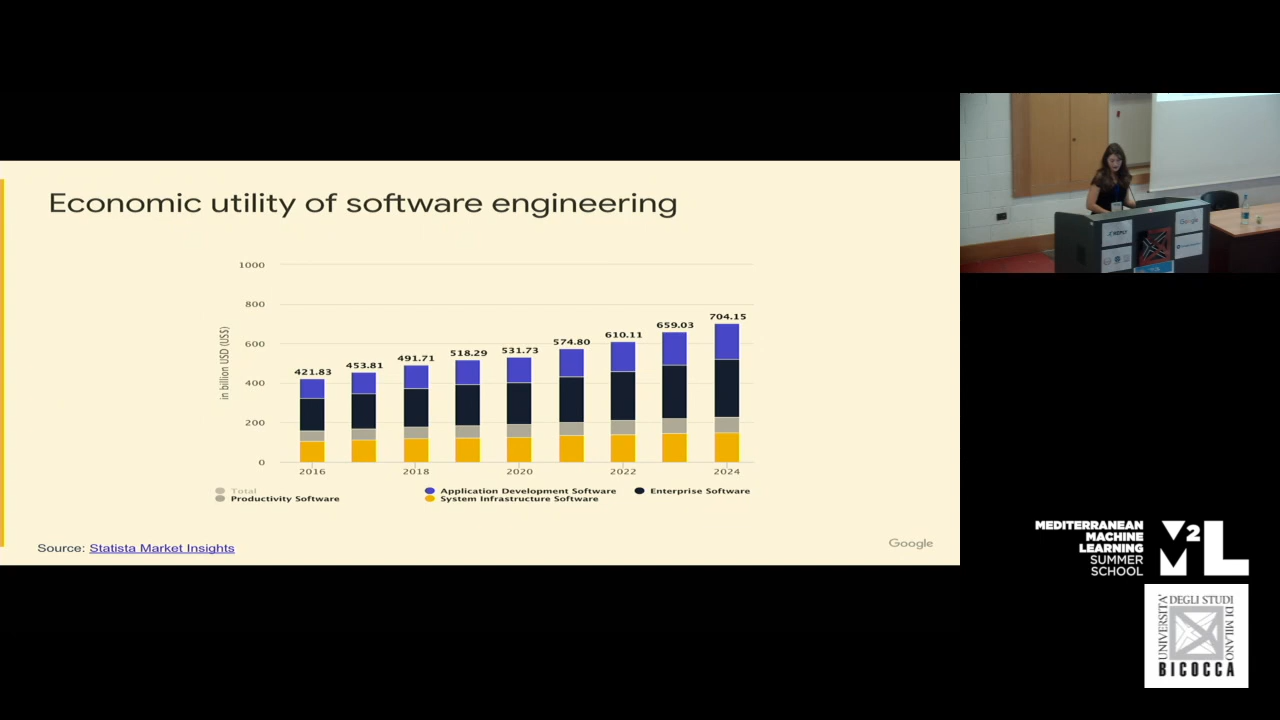 Economic utility of software engineering
1000
800
600
400
200
0
in billion USD (US$)
421.83
453.81
491.71
518.29
531.73
574.80
610.11
659.03
704.15
2016
2018
2020
2022
2024
Total
Application Development Software
Enterprise Software
Productivity Software
System Infrastructure Software
Source: Statista Market Insights
Google
Google
MEDITERRANEAN
MACHINE
LEARNING
SUMMER
SCHOOL
M2L
UNIVERSITA'
DEGLI STUDI
DI MILANO
BICOCCA